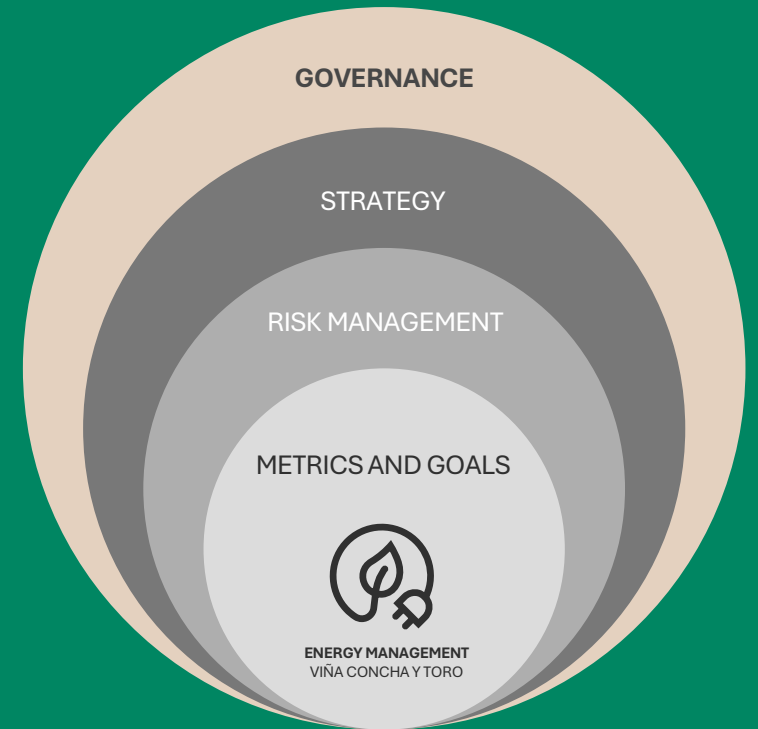 GOVERNANCE
STRATEGY
RISK MANAGEMENT
METRICS AND GOALS
ENERGY MANAGEMENT
VIÑA CONCHA Y TORO